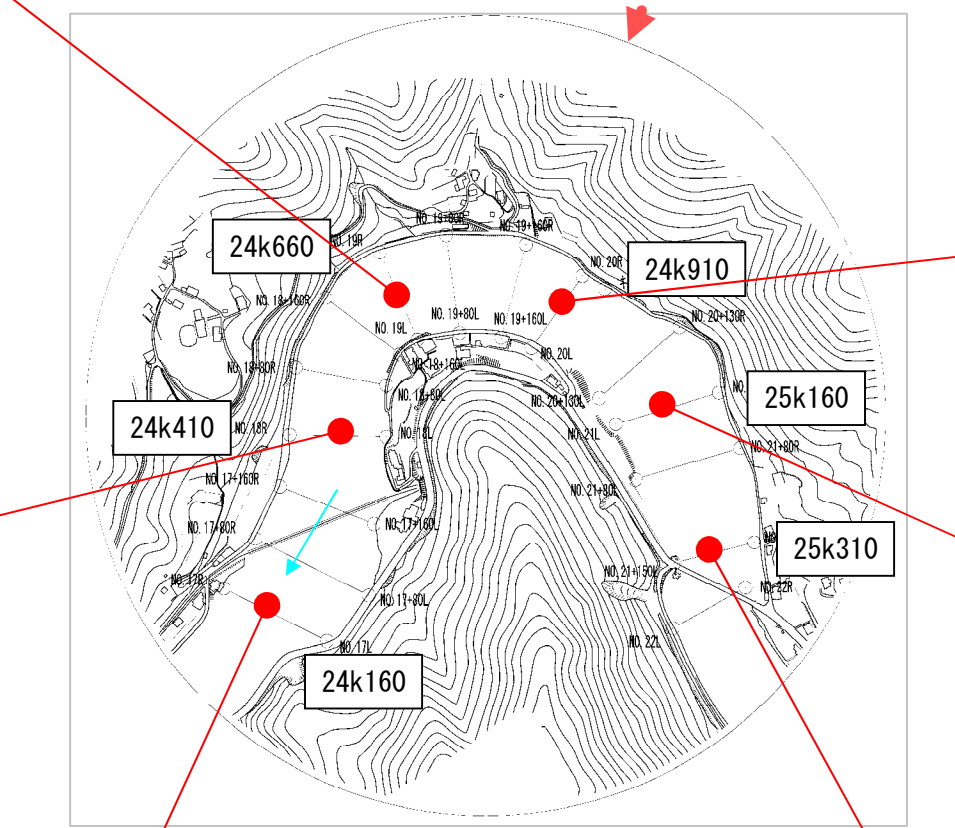 NO. 19+80R
NO. 19+160R
NO. 19R
24k660
NO. 20R
24k910
NO. 18+160R
NO. 19+80L
NO. 19+160L
NO. 20+130R
NO. 19L
NO. 20L
NO. 18+160L
NO. 18+80R
NO. 18+80L
NO. 20+130L
25k160
24k410
NO. 18R
NO. 18L
NO. 21L
NO. 21+80R
NO. 17+160R
NO. 21+80L
NO. 17+80R
NO. 17+160L
25k310
NO. 17R
NO. 21+150L
NO. 22R
NO. 17+80L
NO. 17L
NO. 22L
24k160